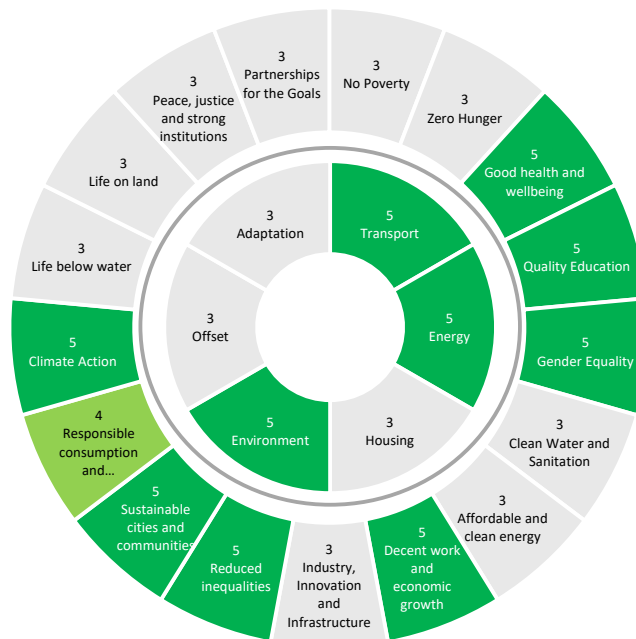 3
Partnerships
for the Goals
3
No Poverty
3
Zero Hunger
5
Good health and
wellbeing
5
Quality Education
5
Gender Equality
3
Clean Water and
Sanitation
3
Affordable and
clean energy
5
Decent work
and
economic
growth
3
Industry,
Innovation
and
Infrastructure
5
Reduced
inequalities
5
Sustainable
cities and
communities
4
Responsible
consumption
and...
5
Climate Action
3
Life below water
3
Life on land
3
Peace, justice
and strong
institutions
5
Transport
5
Energy
3
Housing
5
Environment
3
Offset
3
Adaptation